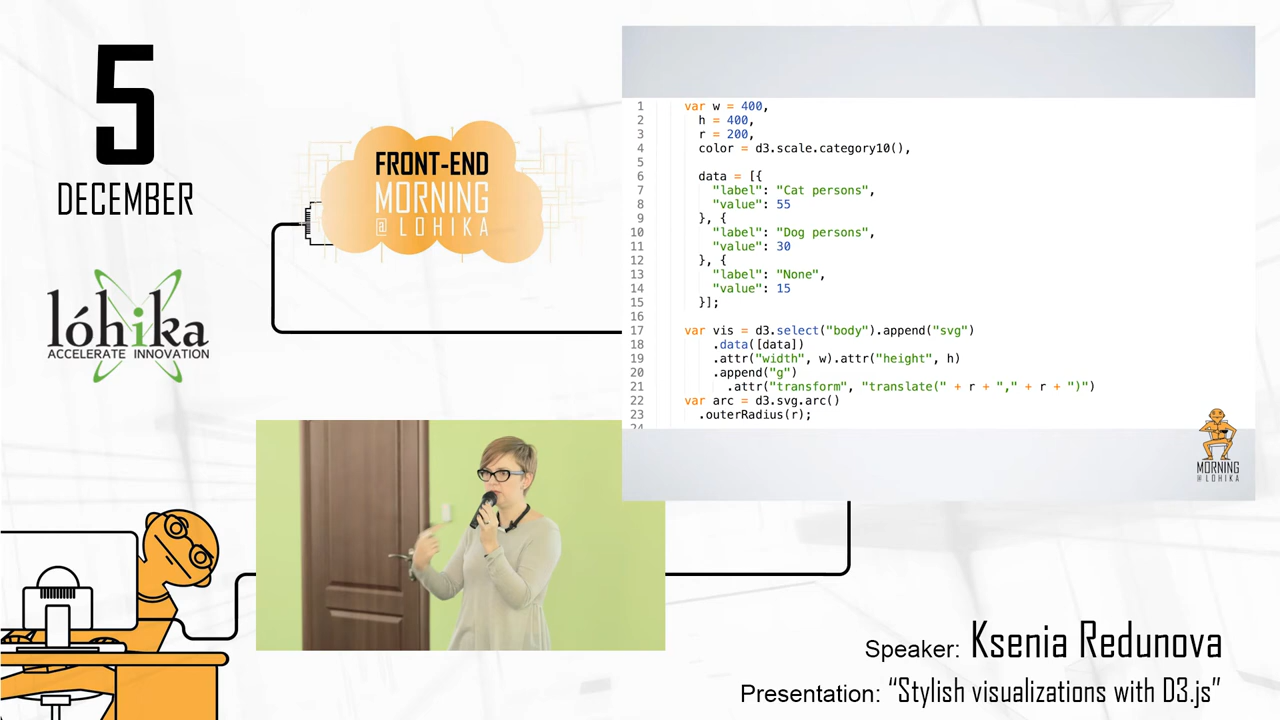 5
DECEMBER
lóhika
ACCELERATE INNOVATION
FRONT-END
MORNING
@ LOHIKA
1 var w = 400,
2 h = 400,
3 r = 200,
4 color = d3.scale.category10(),
5
6 data = [{
7 "label": "Cat persons",
8 "value": 55
9 }, {
10 "label": "Dog persons",
11 "value": 30
12 }, {
13 "label": "None",
14 "value": 15
15 }];
16
17 var vis = d3.select("body").append("svg")
18 .data([data])
19 .attr("width", w).attr("height", h)
20 .append("g")
21 .attr("transform", "translate(" + r + "," + r + ")")
22 var arc = d3.svg.arc()
23 .outerRadius(r);
24
MORNING
@ LOHIKA
Speaker: Ksenia Redunova
Presentation: “Stylish visualizations with D3.js”